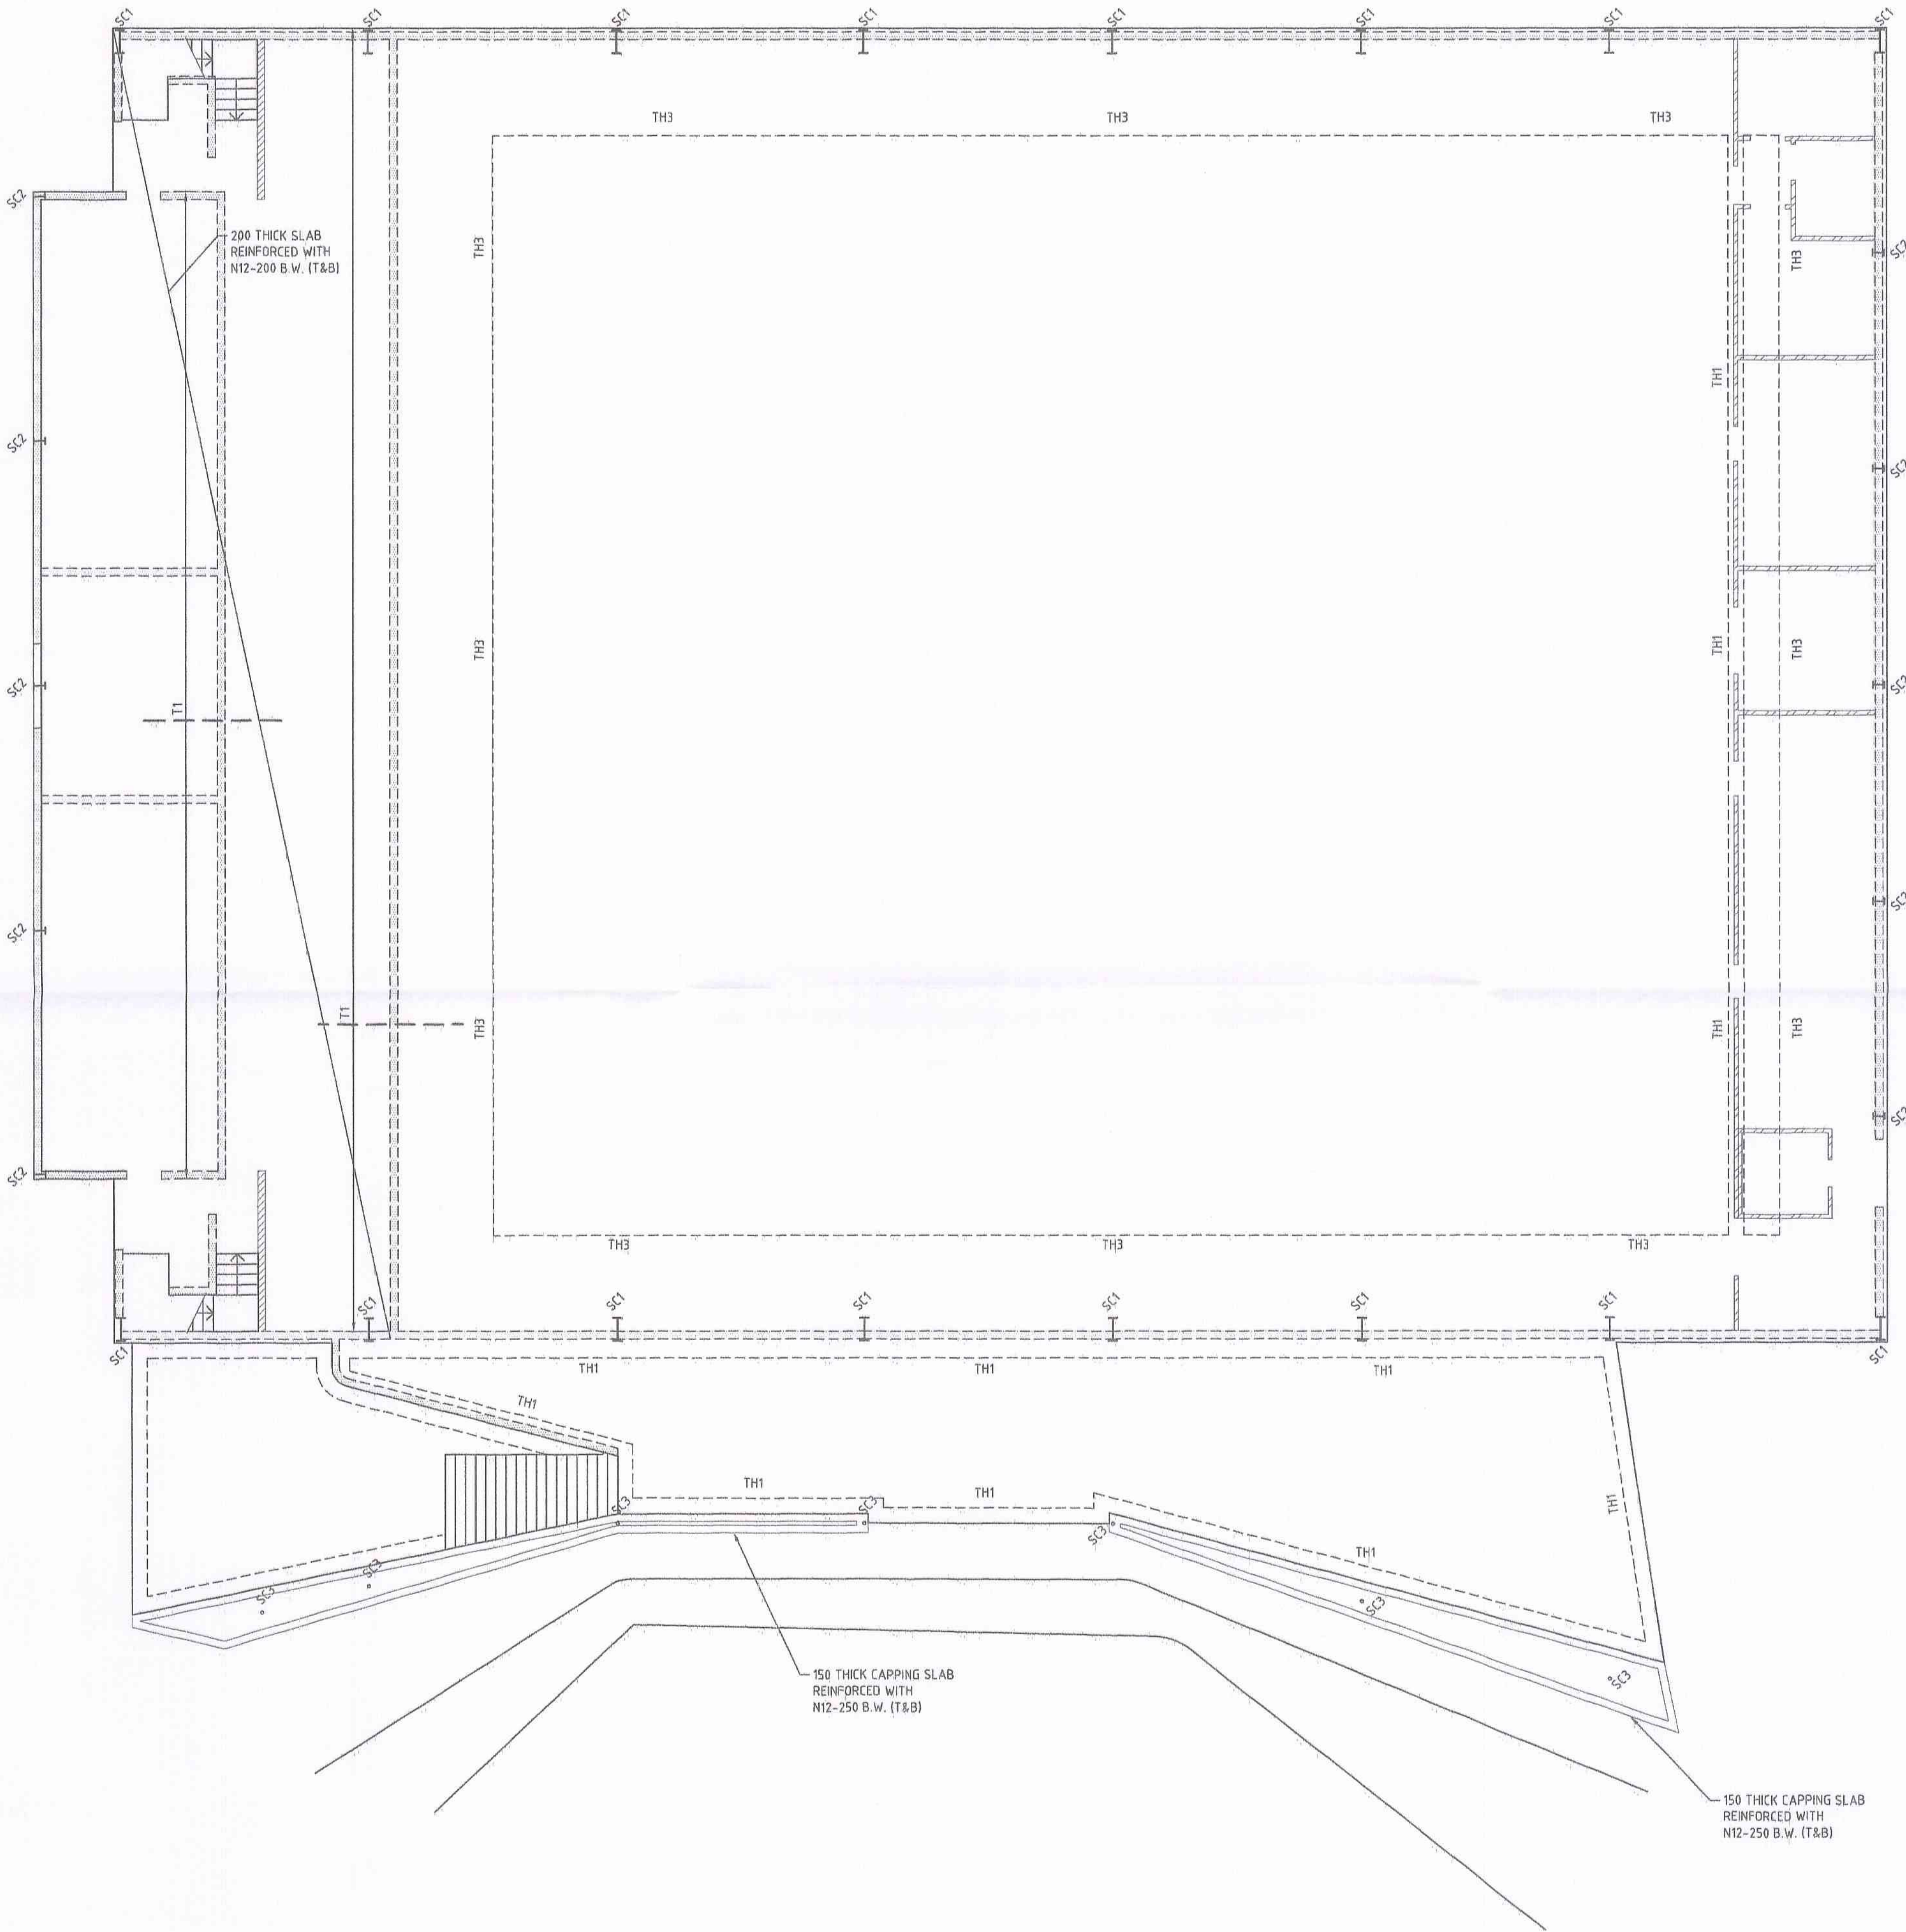 SC1
SC1
SC1
SC1
SC1
SC1
SC1
SC1
TH3
TH3
TH3
SC2
200 THICK SLAB
REINFORCED WITH
N12-200 B.W. (T&B)
TH3
SC2
TH3
TH1
SC2
SC2
TH3
TH1
TH3
SC2
SC2
T1
SC2
SC2
T1
TH3
TH1
TH3
SC2
SC2
TH3
TH3
TH3
SC1
SC1
SC1
SC1
SC1
SC1
SC1
SC1
TH1
TH1
TH1
TH1
TH1
TH1
SC3
SC3
TH1
SC3
TH1
SC3
SC3
SC3
SC3
150 THICK CAPPING SLAB
REINFORCED WITH
N12-250 B.W. (T&B)
150 THICK CAPPING SLAB
REINFORCED WITH
N12-250 B.W. (T&B)